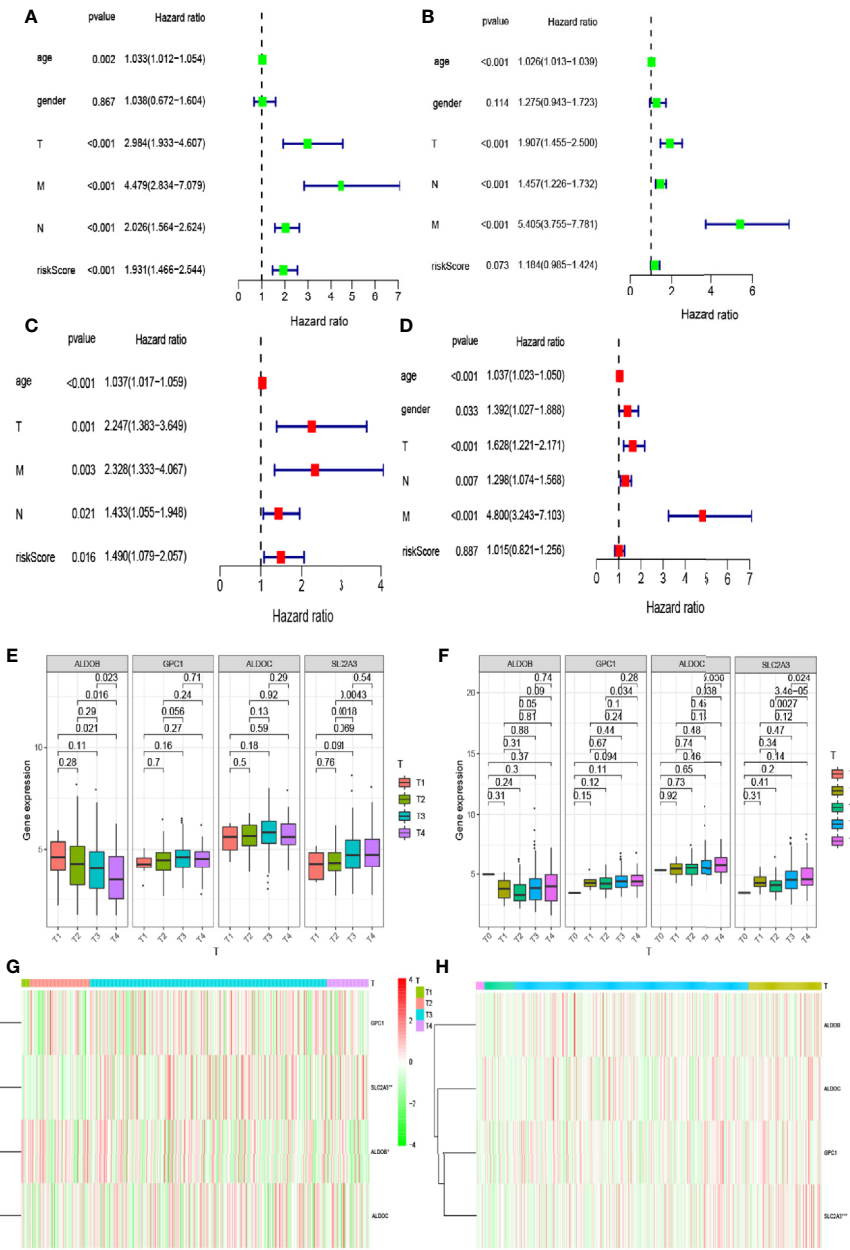 A
pvalue Hazard ratio
age 0.002 1.033(1.012−1.054)
gender 0.867 1.038(0.672−1.604)
T <0.001 2.984(1.933−4.607)
M <0.001 4.479(2.834−7.079)
N <0.001 2.026(1.564−2.624)
riskScore <0.001 1.931(1.466−2.544)
0 1 2 3 4 5 6 7
Hazard ratio
B
pvalue Hazard ratio
age <0.001 1.026(1.013−1.039)
gender 0.114 1.275(0.943−1.723)
T <0.001 1.907(1.455−2.500)
N <0.001 1.457(1.226−1.732)
M <0.001 5.405(3.755−7.781)
riskScore 0.073 1.184(0.985−1.424)
0 2 4 6
Hazard ratio
C
pvalue Hazard ratio
age <0.001 1.037(1.017−1.059)
T 0.001 2.247(1.383−3.649)
M 0.003 2.328(1.333−4.067)
N 0.021 1.433(1.055−1.948)
riskScore 0.016 1.490(1.079−2.057)
0 1 2 3 4
Hazard ratio
D
pvalue Hazard ratio
age <0.001 1.037(1.023−1.050)
gender 0.033 1.392(1.027−1.888)
T <0.001 1.628(1.221−2.171)
N 0.007 1.298(1.074−1.568)
M <0.001 4.800(3.243−7.103)
riskScore 0.887 1.015(0.821−1.256)
0 1 2 3 4 5 6 7
Hazard ratio
E
ALDOB GPC1 ALDOC SLC2A3
0.023 0.71 0.29 0.54
0.016 0.24 0.92 0.0043
0.29 0.056 0.13 0.0018
0.021 0.27 0.59 0.069
0.11 0.16 0.18 0.091
0.28 0.7 0.5 0.76
10
5
Gene expression
T1 T2 T3 T4 T1 T2 T3 T4 T1 T2 T3 T4 T1 T2 T3 T4
T
T
T1
T2
T3
T4
F
ALDOB GPC1 ALDOC SLC2A3
0.74 0.28 0.024
0.09 0.034 3.4e−05
0.05 0.1 0.0027
0.81 0.24 0.12
0.88 0.44 0.48 0.47
0.31 0.67 0.74 0.34
0.37 0.094 0.46 0.14
0.3 0.11 0.65 0.2
0.24 0.12 0.73 0.41
0.31 0.15 0.92 0.31
20
15
10
5
Gene expression
T0 T1 T2 T3 T4 T0 T1 T2 T3 T4 T0 T1 T2 T3 T4 T0 T1 T2 T3 T4
T
T
G
T
GPC1
SLC2A3**
ALDOB*
ALDOC
4
2
0
−2
−4
T
T1
T2
T3
T4
H
T
ALDOB
ALDOC
GPC1
SLC2A3***